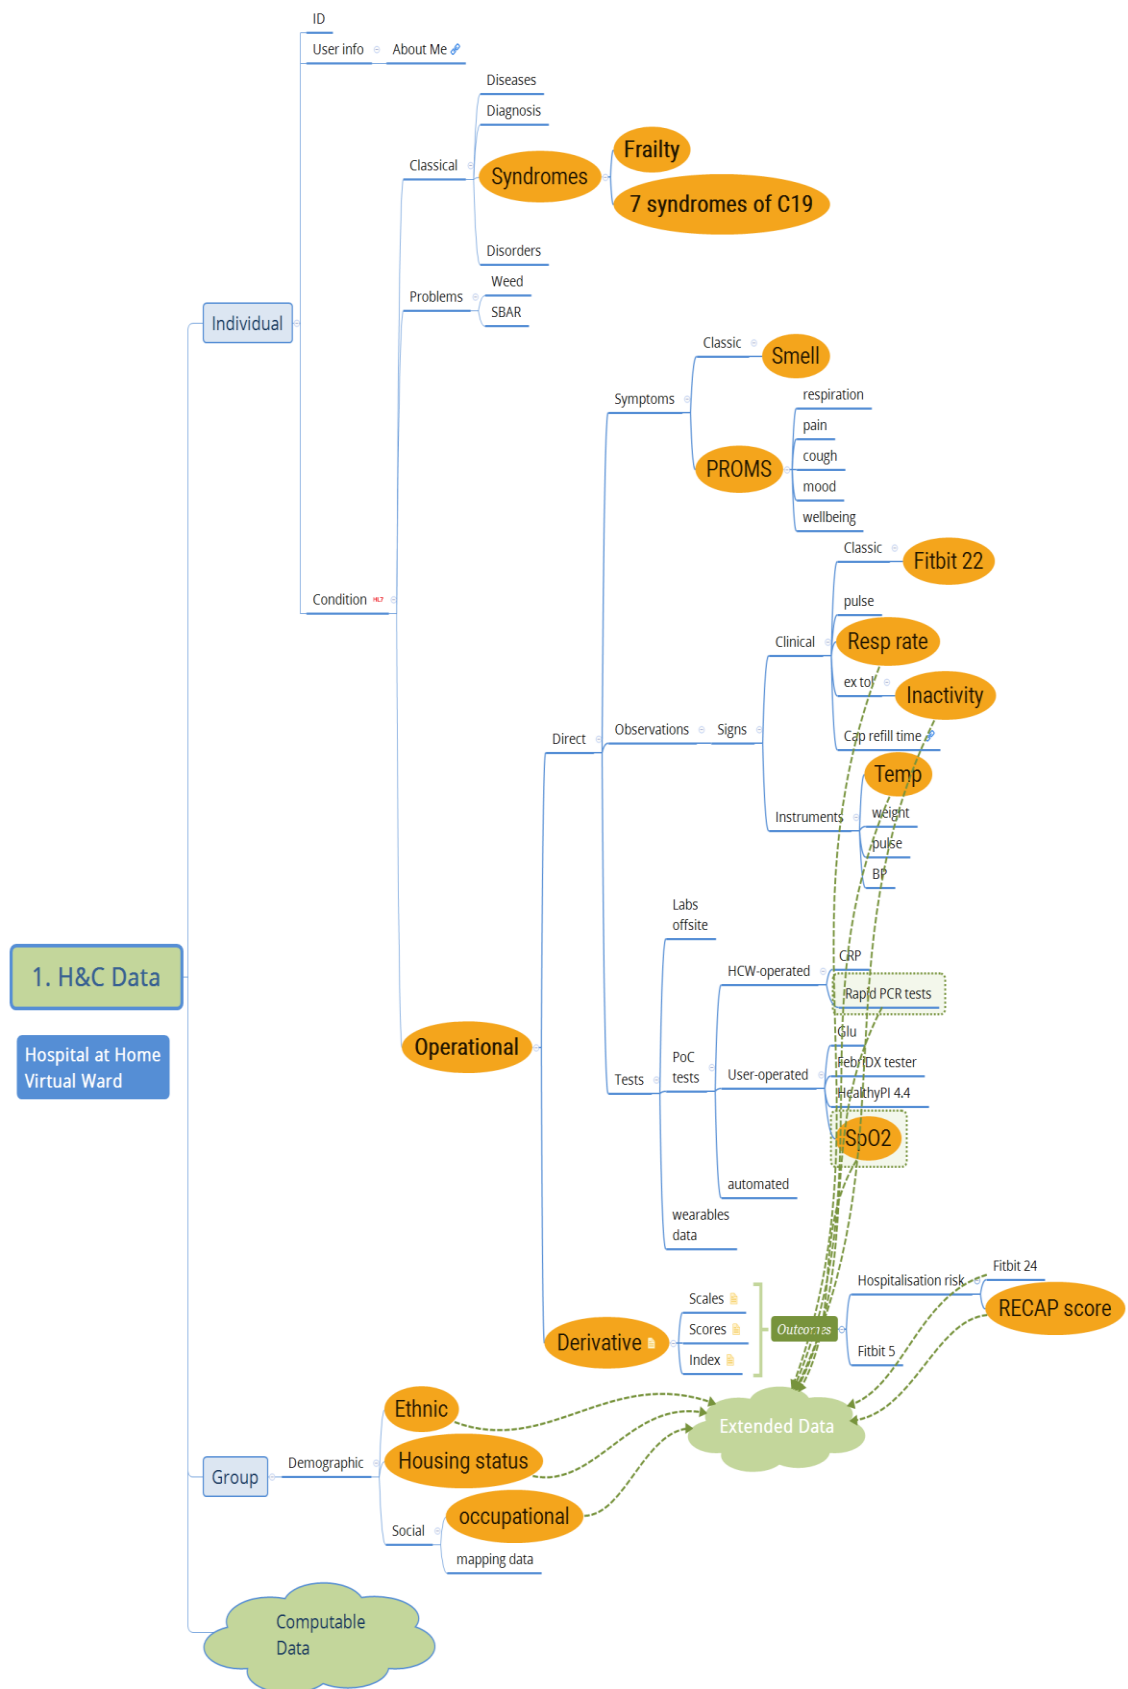 ID
User info
About Me
Diseases
Diagnosis
Classical
Syndromes
Frailty
7 syndromes of C19
Disorders
Problems
Weed
SBAR
Individual
Classic
Smell
Symptoms
respiration
pain
cough
PROMS
mood
wellbeing
Classic
Fitbit 22
Condition
HL7
pulse
Clinical
Resp rate
ex tol
Inactivity
Direct
Observations
Signs
Cap refill time
Temp
Instruments
weight
pulse
BP
Labs
offsite
1. H&C Data
HCW-operated
CRP
Rapid PCR tests
Hospital at Home
Virtual Ward
Operational
Glu
PoC
tests
Tests
User-operated
FebriDX tester
HealthyPI 4.4
SpO2
automated
wearables
data
Fitbit 24
Hospitalisation risk
RECAP score
Scales
Derivative
Scores
Outcomes
Index
Fitbit 5
Ethnic
Extended Data
Group
Demographic
Housing status
occupational
Social
mapping data
Computable
Data